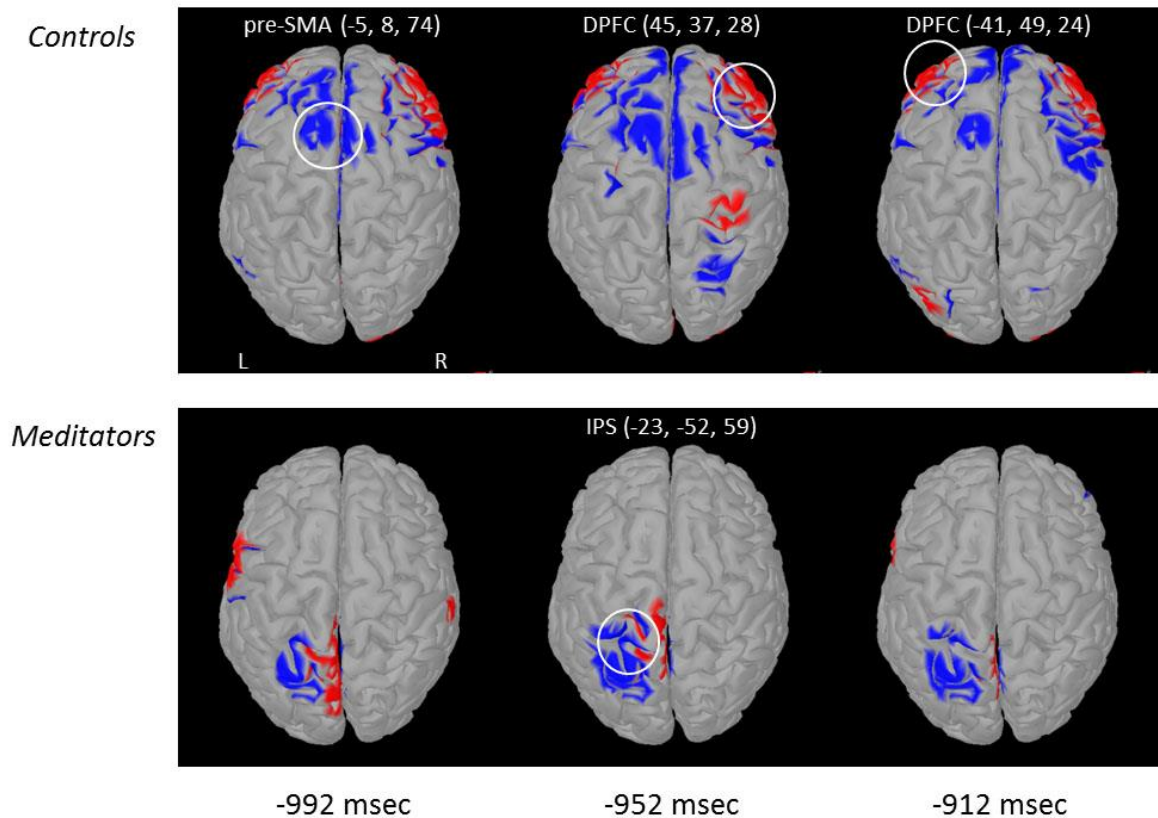 Controls
pre-SMA (-5, 8, 74)
DPFC (45, 37, 28)
DPFC (-41, 49, 24)
L
R
Meditators
IPS (-23, -52, 59)
-992 msec
-952 msec
-912 msec